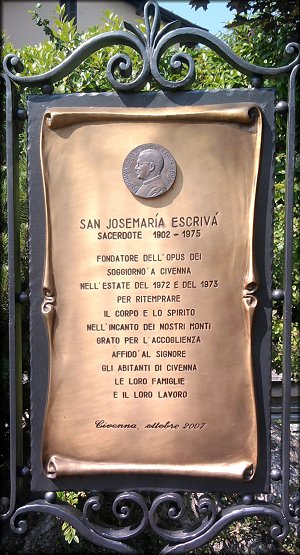 SAN JOSEMARÍA ESCRIVÁ
SACERDOTE 1902 - 1975
FONDATORE DELL'OPUS DEI
SOGGIORNO' A CIVENNA
NELL'ESTATE DEL 1972 E DEL 1973
PER RITEMPRARE
IL CORPO E LO SPIRITO
NELL'INCANTO DEI NOSTRI MONTI
GRATO PER L'ACCOGLIENZA
AFFIDO' AL SIGNORE
GLI ABITANTI DI CIVENNA
LE LORO FAMIGLIE
E IL LORO LAVORO
Civenna, ottobre 2007